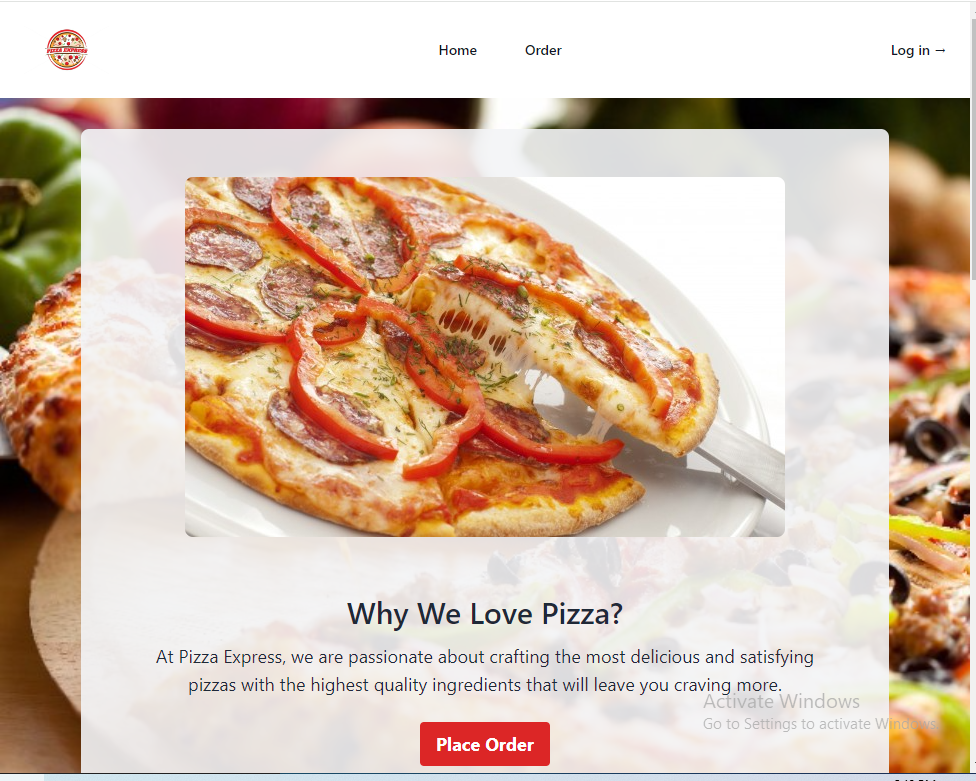 PIZZA EXPRESS
Home
Order
Log in →
Why We Love Pizza?
At Pizza Express, we are passionate about crafting the most delicious and satisfying
pizzas with the highest quality ingredients that will leave you craving more.
Activate Windows
Go to Settings to activate Windows.
Place Order